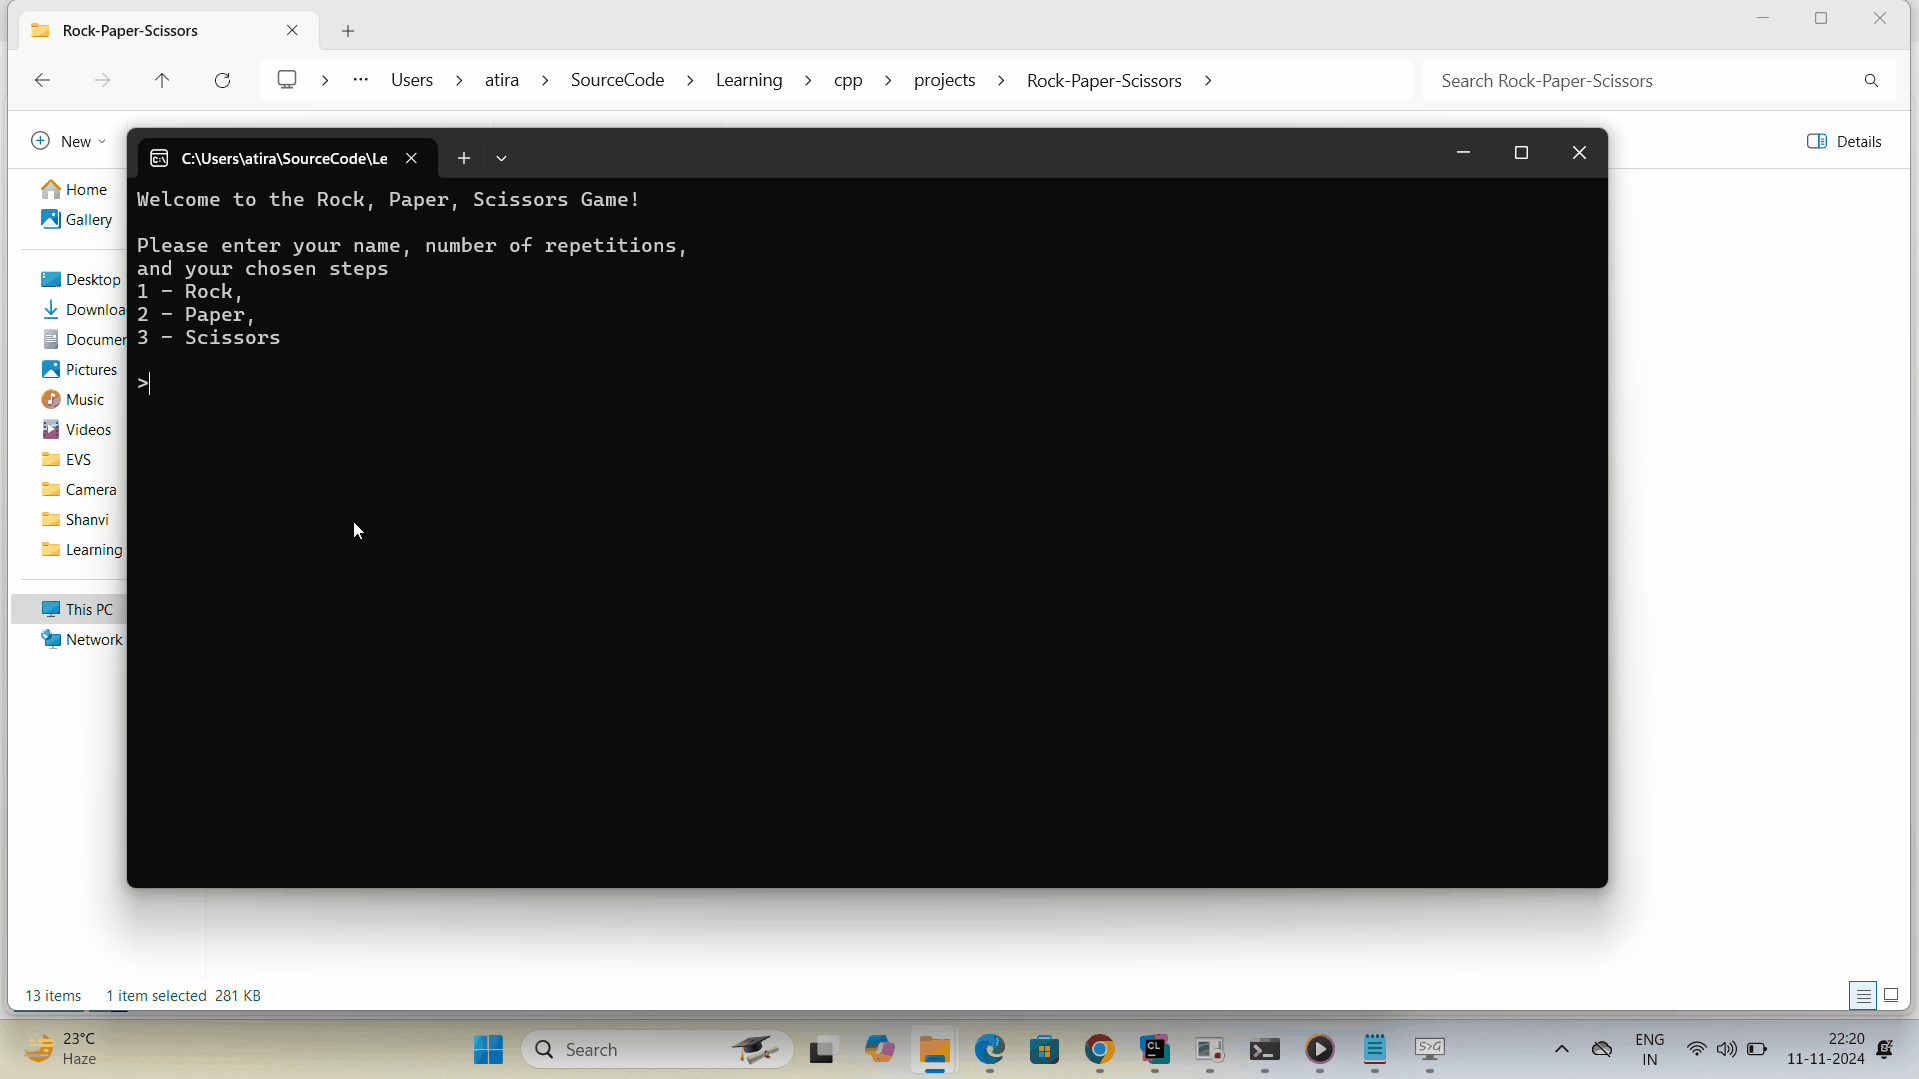 Rock-Paper-Scissors
Users > atira > SourceCode > Learning > cpp > projects > Rock-Paper-Scissors >
Search Rock-Paper-Scissors
New
Details
C:\Users\atira\SourceCode\Le
Home
Gallery
Desktop
Downloa
Documer
Pictures
Music
Videos
EVS
Camera
Shanvi
Learning
This PC
Network
Welcome to the Rock, Paper, Scissors Game!
Please enter your name, number of repetitions,
and your chosen steps
1 - Rock,
2 - Paper,
3 - Scissors
>
13 items 1 item selected 281 KB
23°C
Haze
Search
CL
S>G
ENG
IN
22:20
11-11-2024